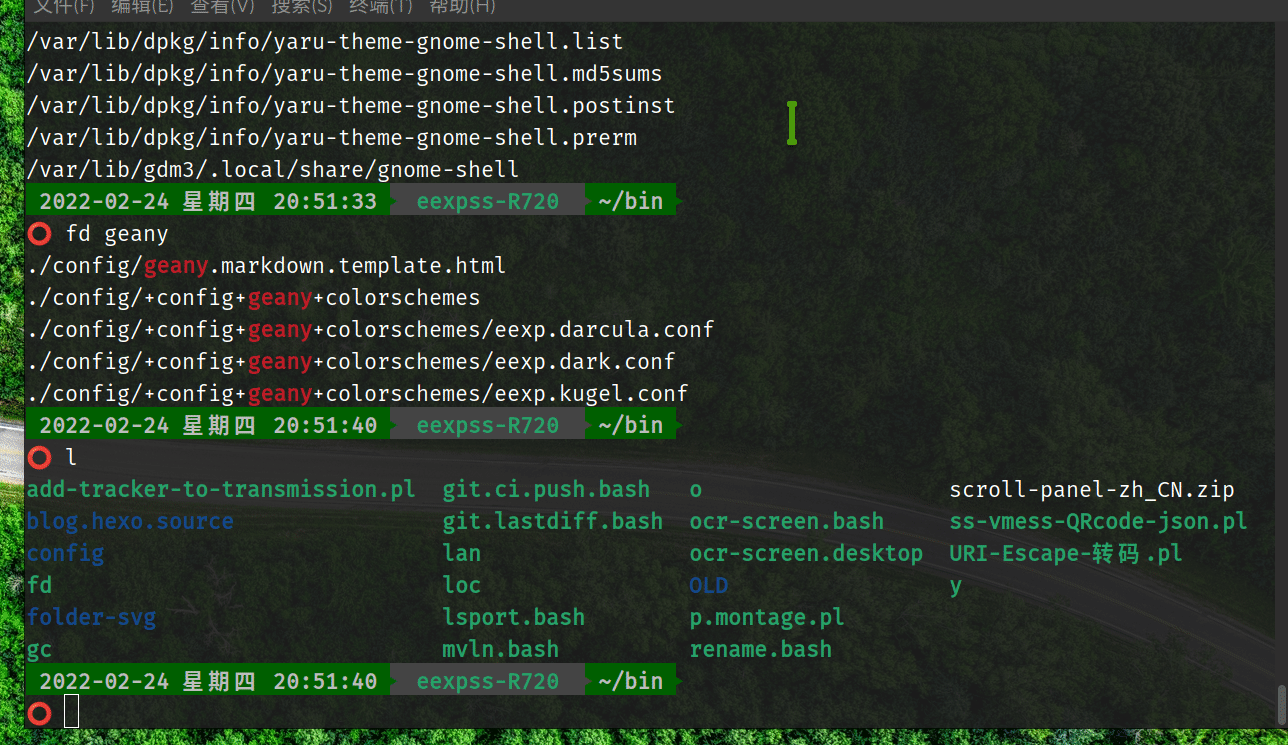 文件(F) 编辑(E) 查看(V) 搜索(S) 终端(T) 帮助(H)
/var/lib/dpkg/info/yaru-theme-gnome-shell.list
/var/lib/dpkg/info/yaru-theme-gnome-shell.md5sums
/var/lib/dpkg/info/yaru-theme-gnome-shell.postinst
/var/lib/dpkg/info/yaru-theme-gnome-shell.prerm
/var/lib/gdm3/.local/share/gnome-shell
2022-02-24 星期四 20:51:33 eexpss-R720 ~/bin
fd geany
./config/geany.markdown.template.html
./config/+config+geany+colorschemes
./config/+config+geany+colorschemes/eexp.darcula.conf
./config/+config+geany+colorschemes/eexp.dark.conf
./config/+config+geany+colorschemes/eexp.kugel.conf
2022-02-24 星期四 20:51:40 eexpss-R720 ~/bin
l
add-tracker-to-transmission.pl git.ci.push.bash o scroll-panel-zh_CN.zip
blog.hexo.source git.lastdiff.bash ocr-screen.bash ss-vmess-QRcode-json.pl
config lan ocr-screen.desktop URI-Escape-转码.pl
fd loc OLD y
folder-svg lsport.bash p.montage.pl
gc mvln.bash rename.bash
2022-02-24 星期四 20:51:40 eexpss-R720 ~/bin